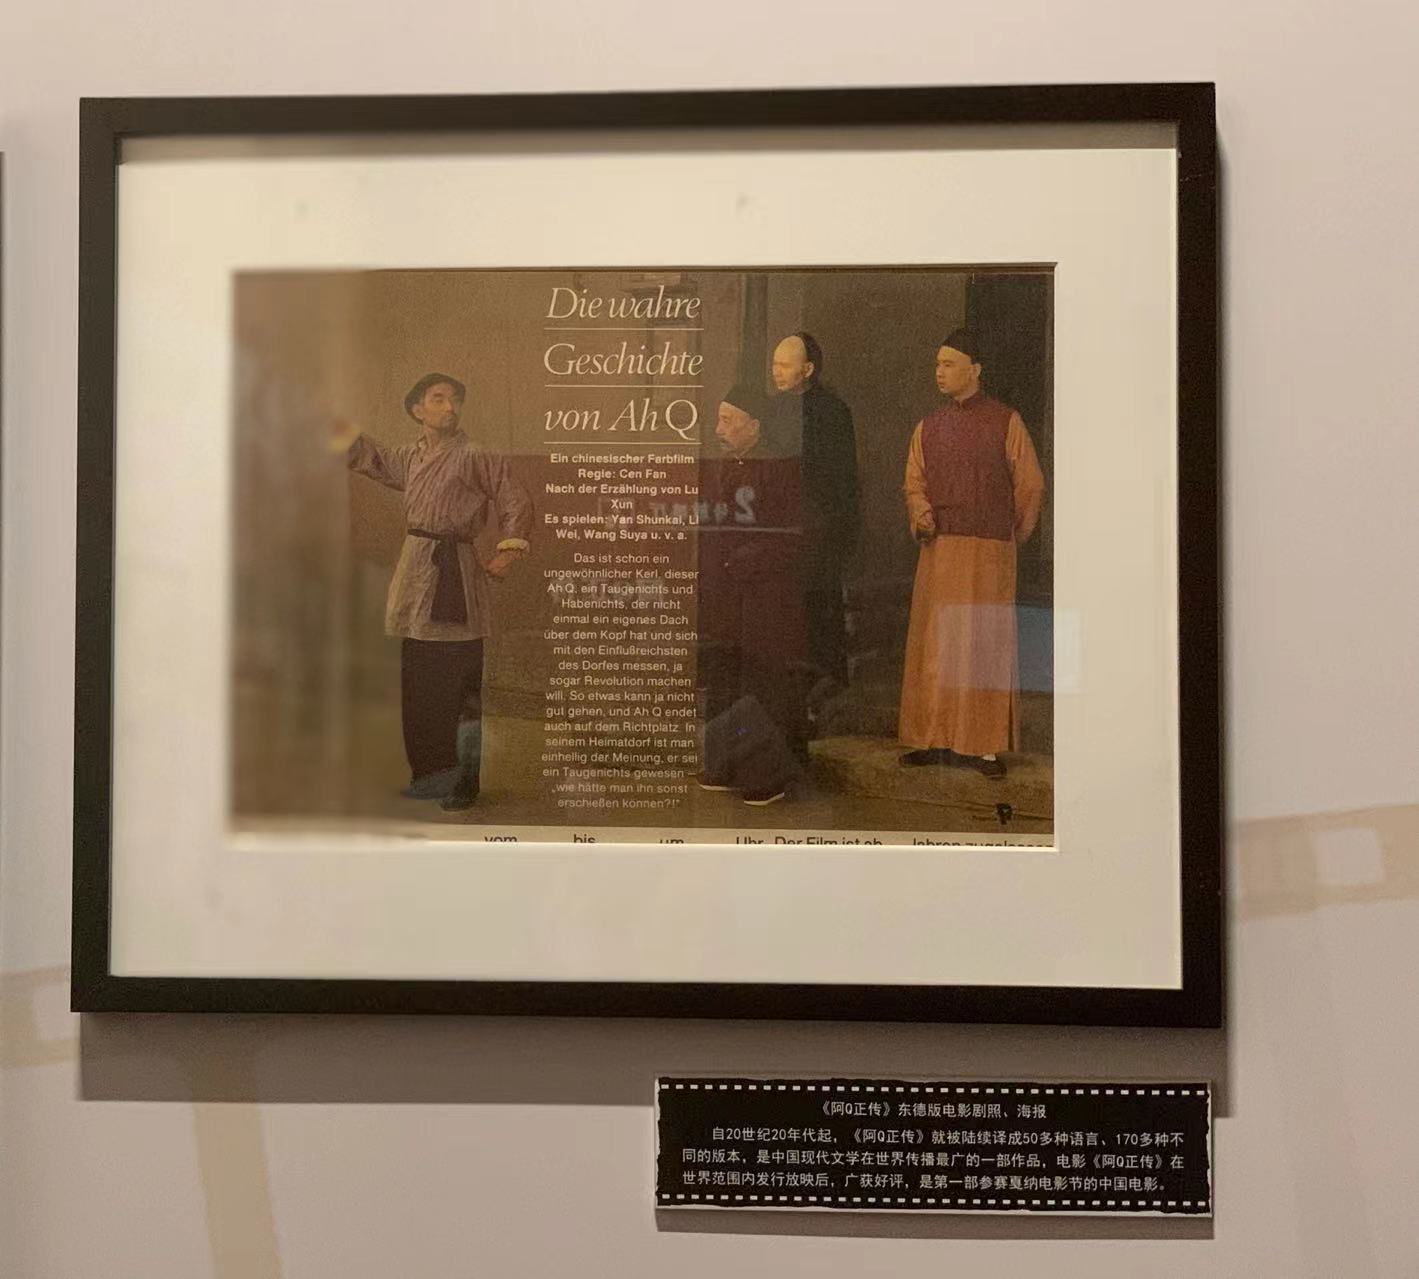 Die wahre
Geschichte
von Ah Q
Ein chinesischer Farbfilm
Regie: Cen Fan
Nach der Erzählung von Lu
Xun
Es spielen: Yan Shunkai, Li
Wei, Wang Suya u. v. a.
Das ist schon ein
ungewöhnlicher Kerl, dieser
Ah Q, ein Taugenichts und
Habenichts, der nicht
einmal ein eigenes Dach
über dem Kopf hat und sich
mit den Einflußreichsten
des Dorfes messen, ja
sogar Revolution machen
will. So etwas kann ja nicht
gut gehen, und Ah Q endet
auch auf dem Richtplatz. In
seinem Heimatdorf ist man
einhellig der Meinung, er sei
ein Taugenichts gewesen –
„wie hätte man ihn sonst
erschießen können?!"
vom bis um Uhr Der Film ist ab Jahren zugelassen
《阿Q正传》东德版电影剧照、海报
自20世纪20年代起，《阿Q正传》就被陆续译成50多种语言、170多种不
同的版本，是中国现代文学在世界传播最广的一部作品，电影《阿Q正传》在
世界范围内发行放映后，广获好评，是第一部参赛戛纳电影节的中国电影。